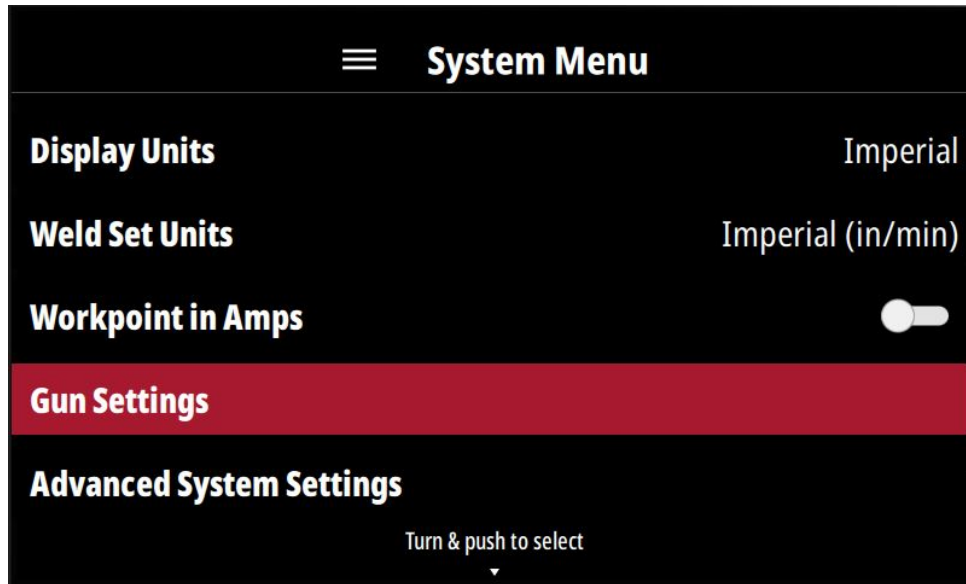 System Menu
Display Units Imperial
Weld Set Units Imperial (in/min)
Workpoint in Amps
Gun Settings
Advanced System Settings
Turn & push to select